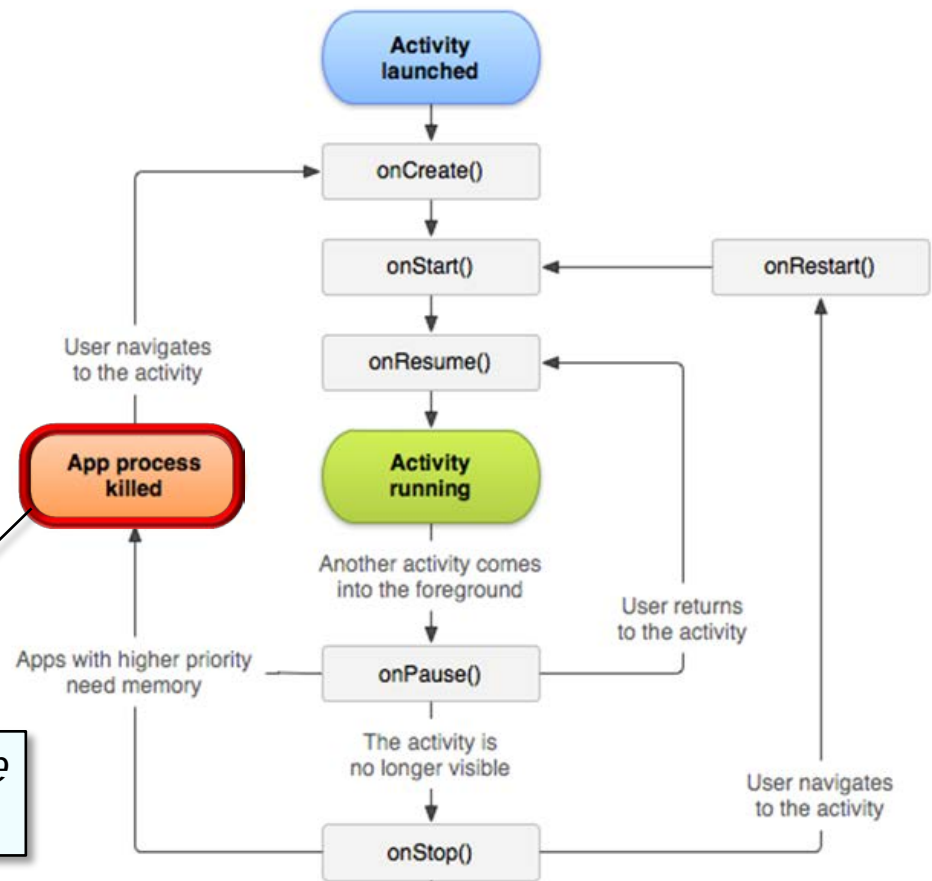 Activity
launched
onCreate()
onStart()
onRestart()
User navigates
to the activity
onResume()
App process
killed
Activity
running
Another activity comes
into the foreground
User returns
to the activity
Apps with higher priority
need memory
onPause()
The activity is
no longer visible
User navigates
to the activity
onStop()